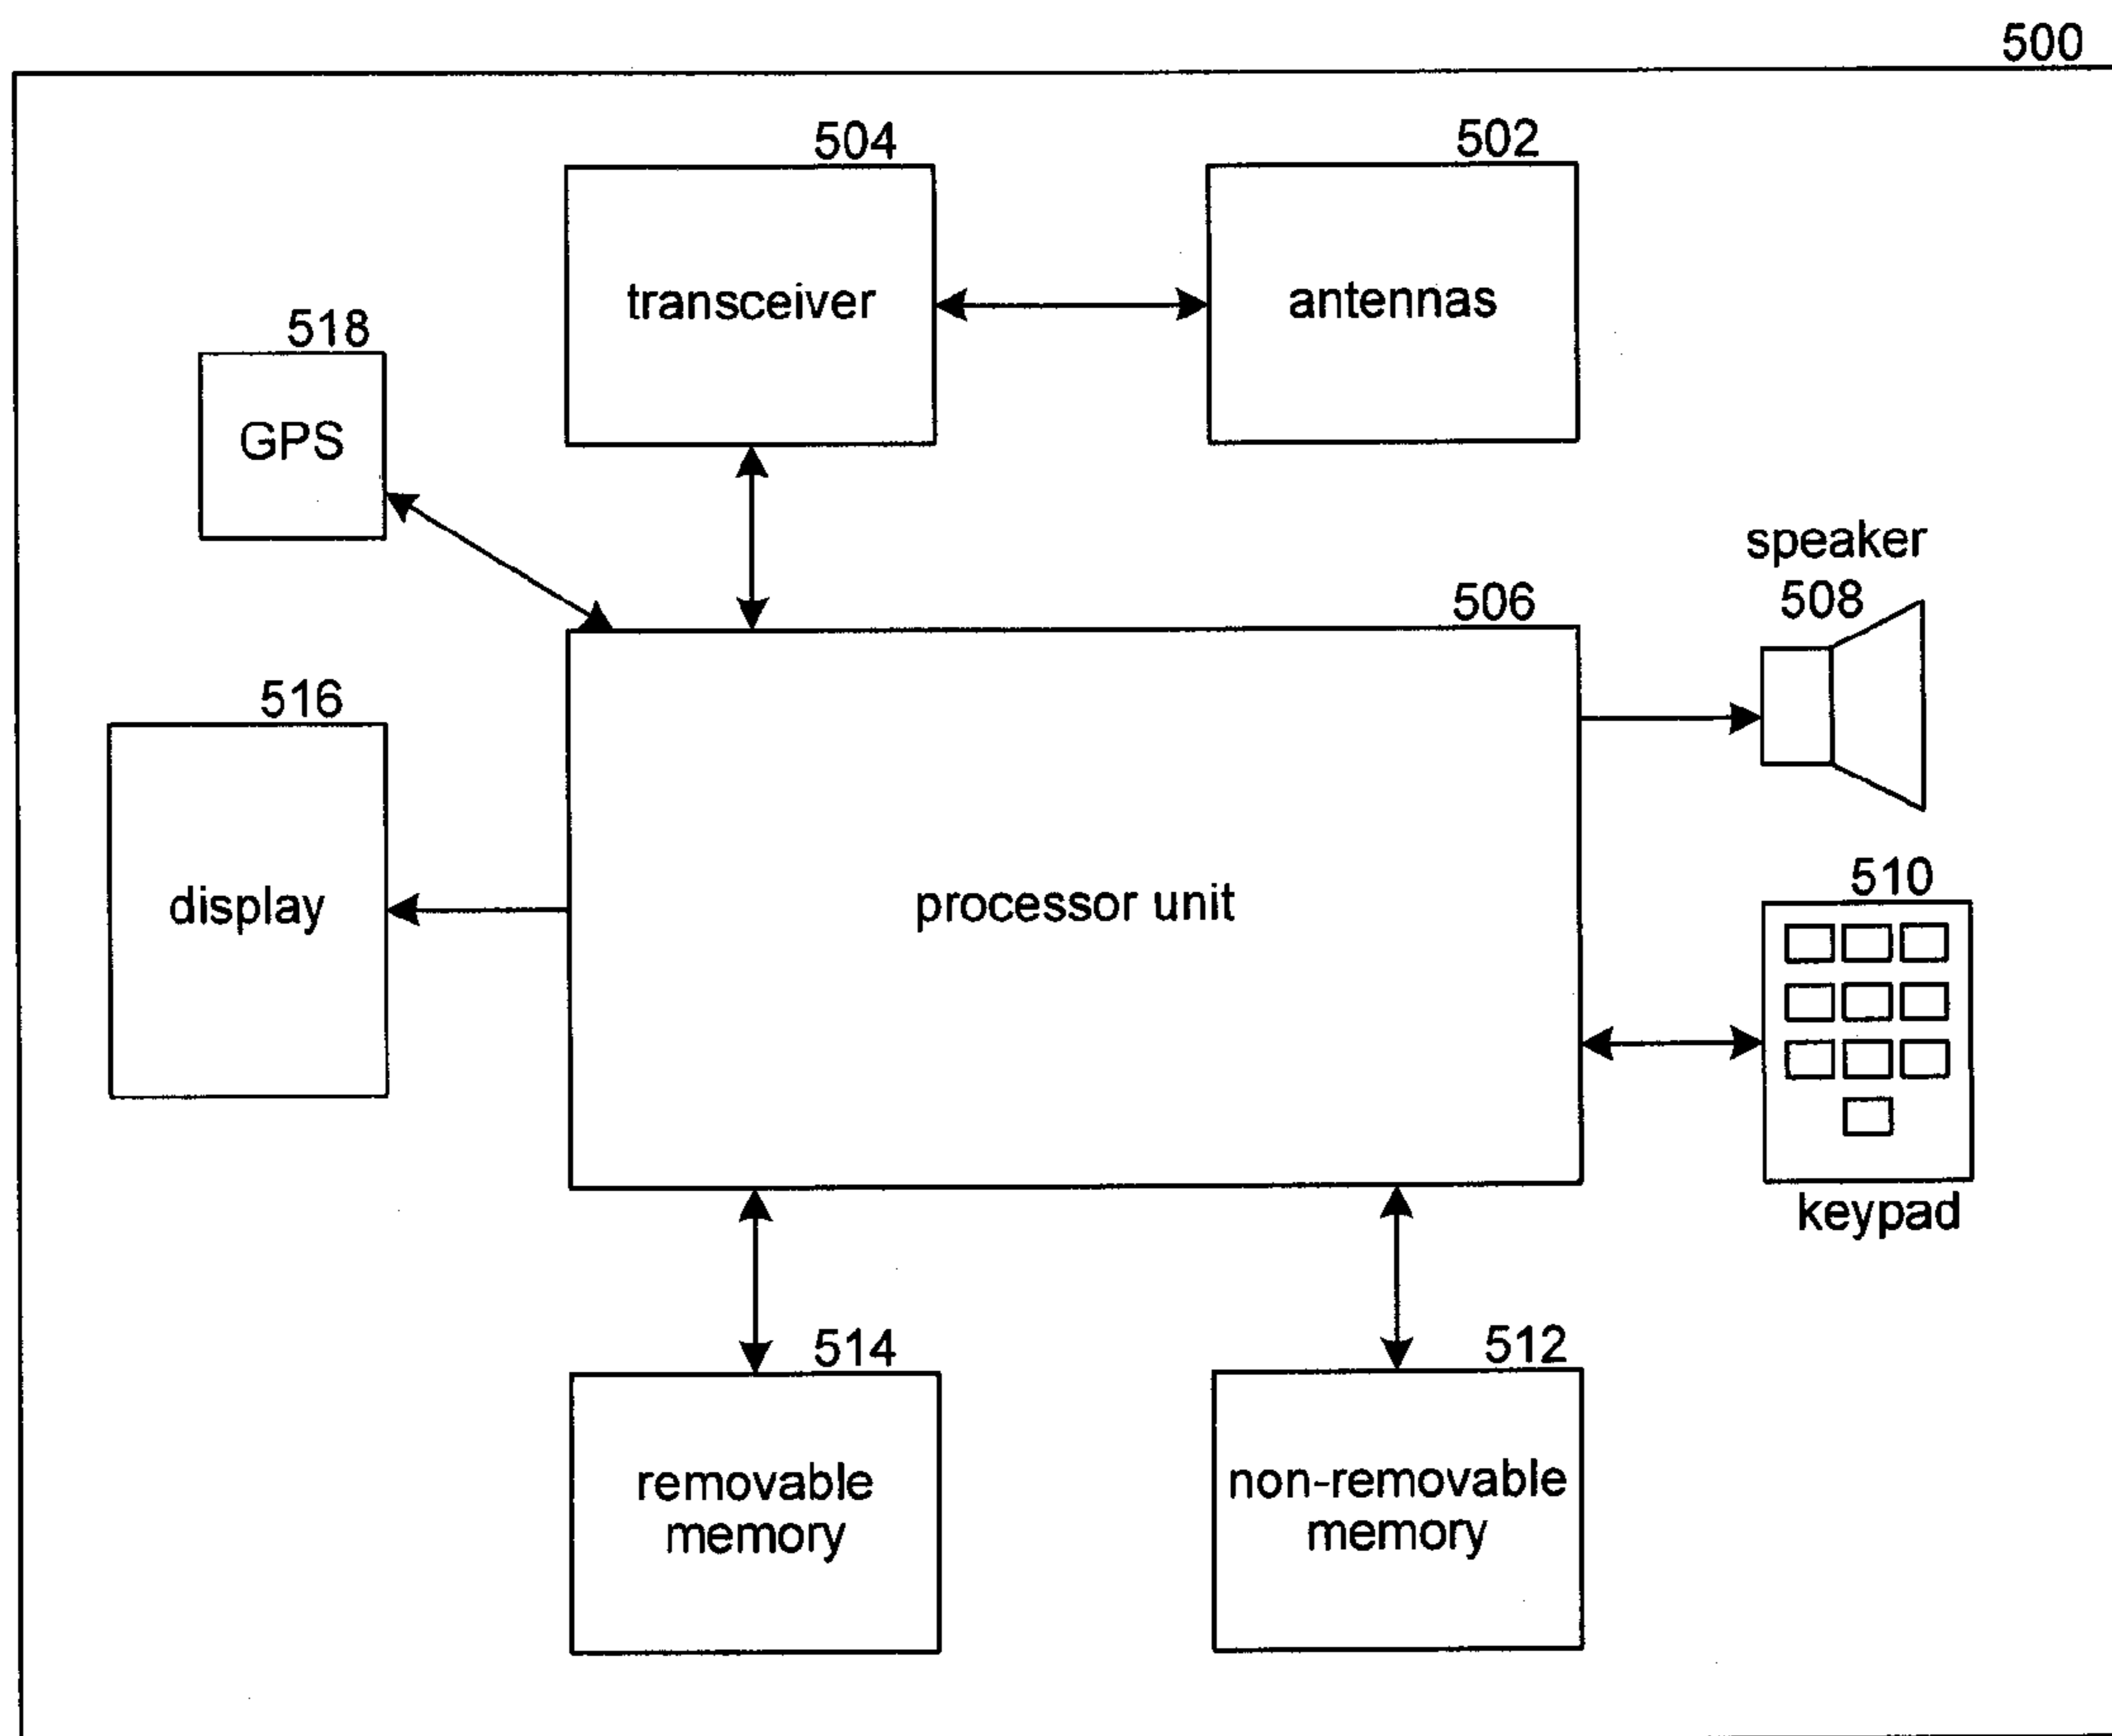 500
504
502
transceiver
antennas
518
GPS
speaker
508
506
516
display
processor unit
510
keypad
514
512
removable
memory
non-removable
memory